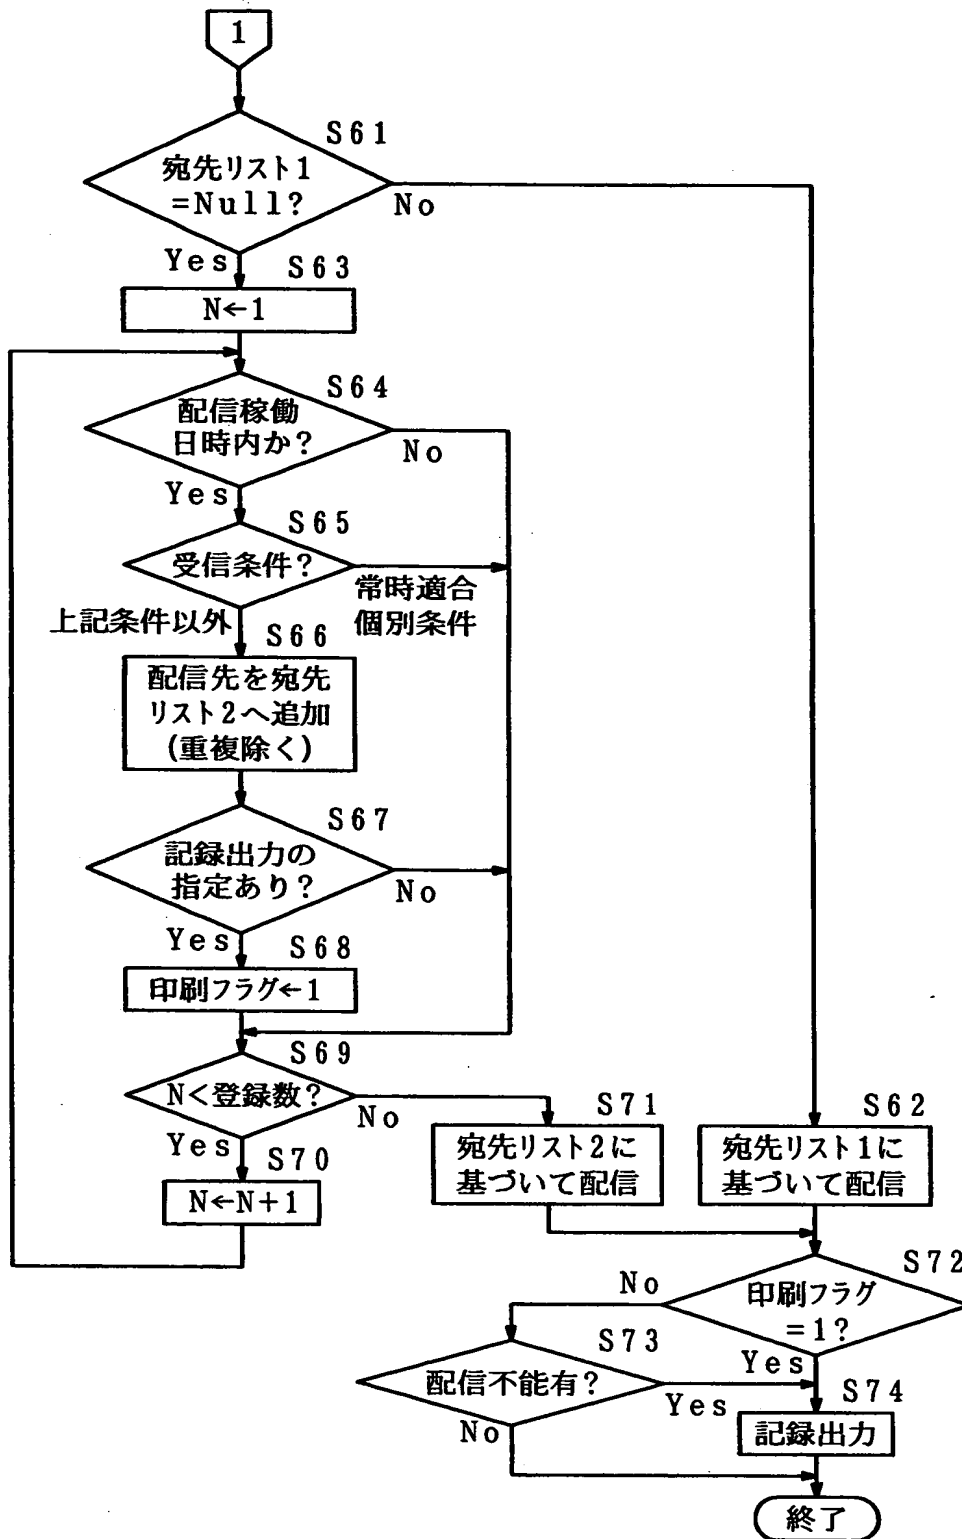 1
S61
宛先リスト1
=Null?
No
Yes
S63
N←1
S64
配信稼働
日時内か?
No
Yes
S65
受信条件?
常時適合
個別条件
上記条件以外
S66
配信先を宛先
リスト2へ追加
(重複除く)
S67
記録出力の
指定あり?
No
Yes
S68
印刷フラグ←1
S69
N<登録数?
No
Yes
S70
N←N+1
S71
宛先リスト2に
基づいて配信
S62
宛先リスト1に
基づいて配信
S72
印刷フラグ
=1?
No
Yes
S73
配信不能有?
Yes
No
S74
記録出力
終了